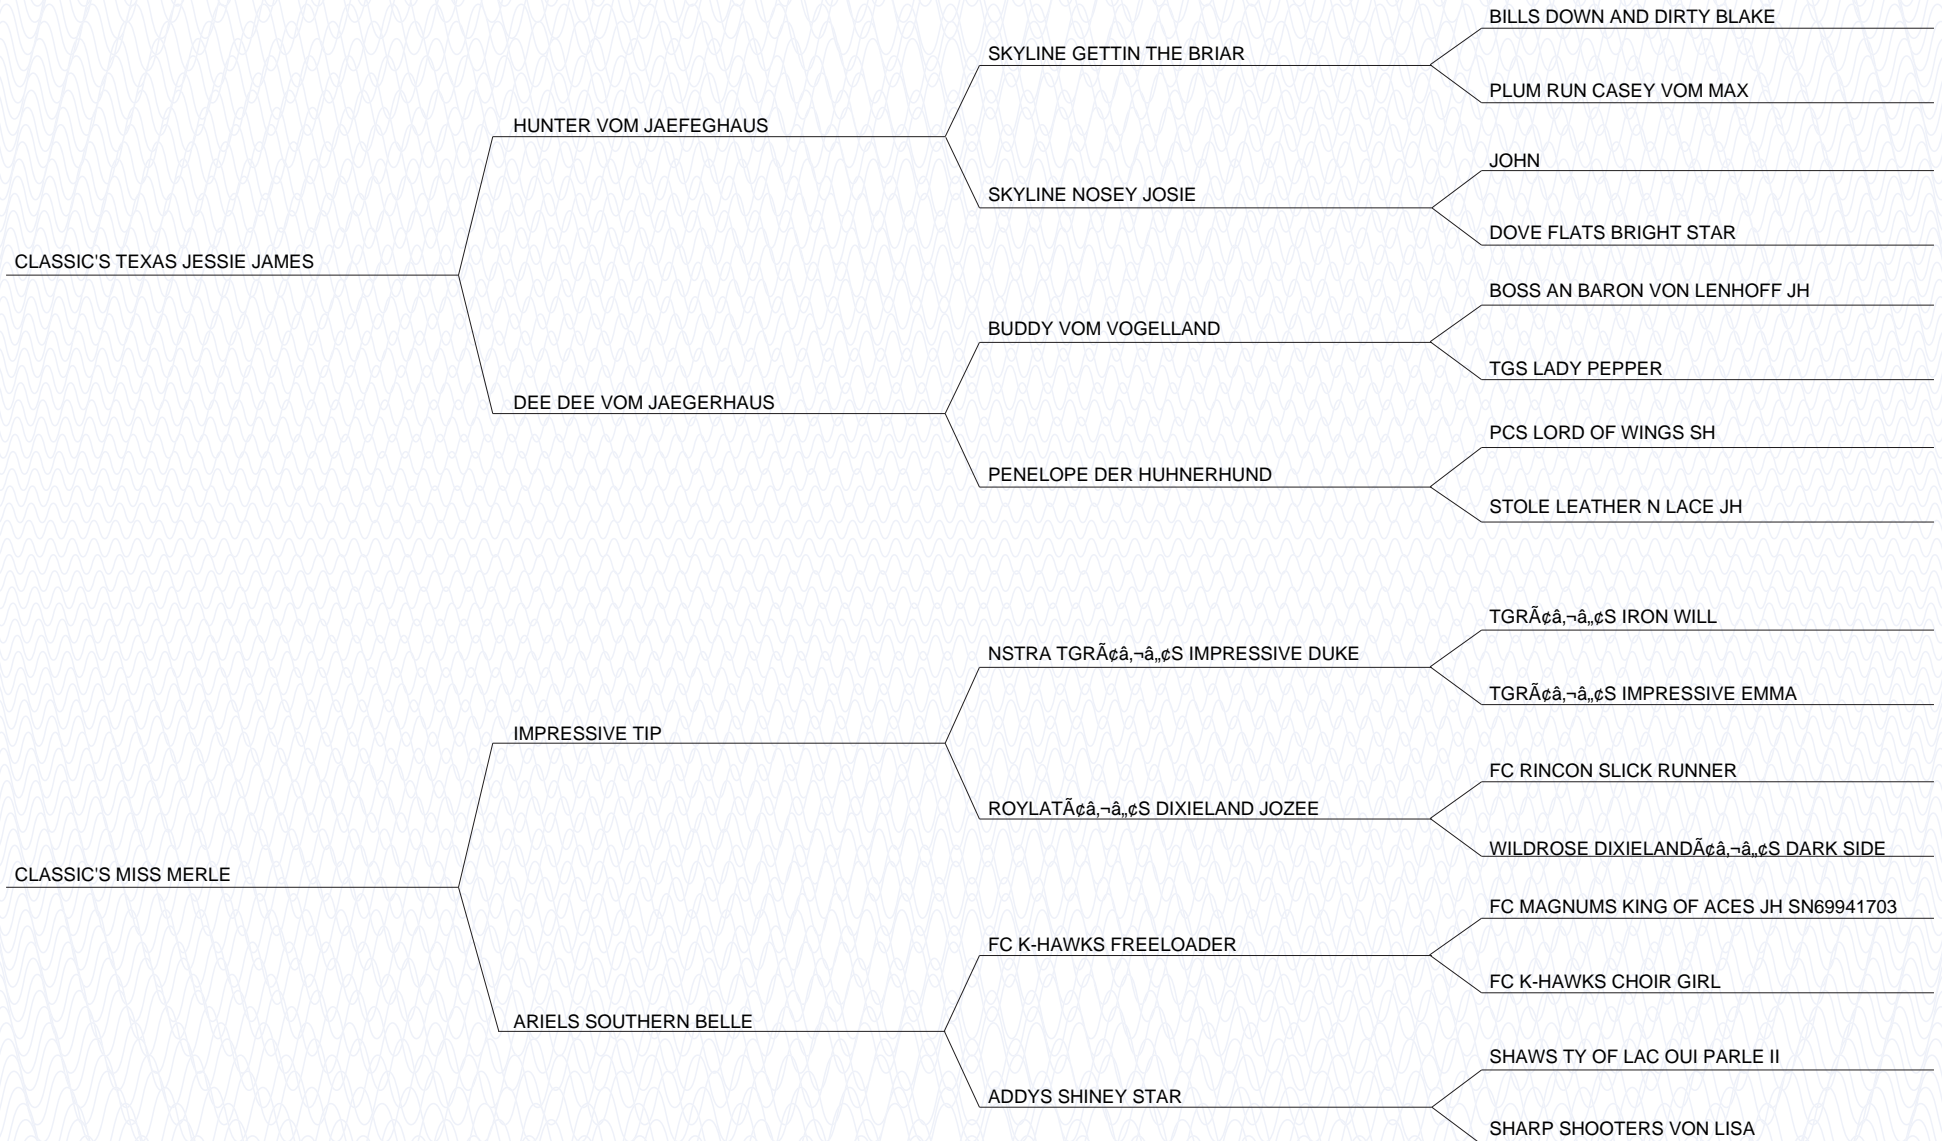 BILLS DOWN AND DIRTY BLAKE
SKYLINE GETTIN THE BRIAR
PLUM RUN CASEY VOM MAX
HUNTER VOM JAEFEGHAUS
JOHN
SKYLINE NOSEY JOSIE
DOVE FLATS BRIGHT STAR
CLASSIC'S TEXAS JESSIE JAMES
BOSS AN BARON VON LENHOFF JH
BUDDY VOM VOGELLAND
TGS LADY PEPPER
DEE DEE VOM JAEGERHAUS
PCS LORD OF WINGS SH
PENELOPE DER HUHNERHUND
STOLE LEATHER N LACE JH
TGRÃ¢â‚¬â„¢S IRON WILL
NSTRA TGRÃ¢â‚¬â„¢S IMPRESSIVE DUKE
TGRÃ¢â‚¬â„¢S IMPRESSIVE EMMA
IMPRESSIVE TIP
FC RINCON SLICK RUNNER
ROYLATÃ¢â‚¬â„¢S DIXIELAND JOZEE
WILDROSE DIXIELANDÃ¢â‚¬â„¢S DARK SIDE
CLASSIC'S MISS MERLE
FC MAGNUMS KING OF ACES JH SN69941703
FC K-HAWKS FREELOADER
FC K-HAWKS CHOIR GIRL
ARIELS SOUTHERN BELLE
SHAWS TY OF LAC OUI PARLE II
ADDYS SHINEY STAR
SHARP SHOOTERS VON LISA